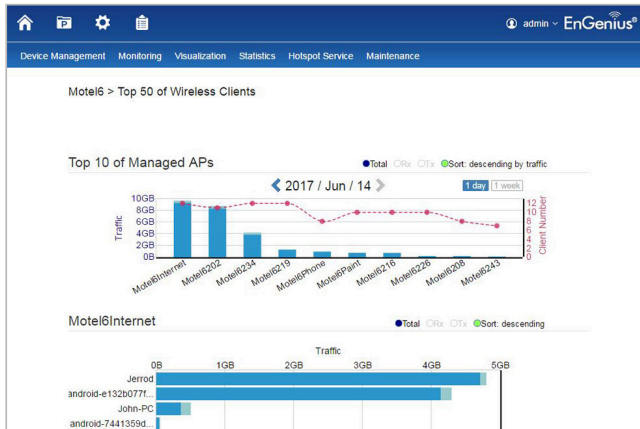 admin EnGenius®
Device Management Monitoring Visualization Statistics Hotspot Service Maintenance
Motel6 > Top 50 of Wireless Clients
Top 10 of Managed APs
Total Rx Tx Sort: descending by traffic
2017 / Jun / 14
1 day 1 week
Traffic
10GB
8GB
6GB
4GB
2GB
0B
12
10
8
6
4
2
0
Client Number
Motel6Internet Motel6202 Motel6234 Motel6219 Motel6Phone Motel6Paint Motel6216 Motel6226 Motel6208 Motel6243
Motel6Internet
Total Rx Tx Sort: descending
Traffic
0B 1GB 2GB 3GB 4GB 5GB
Jerrod
android-e132b077f...
John-PC
android-7441359d...